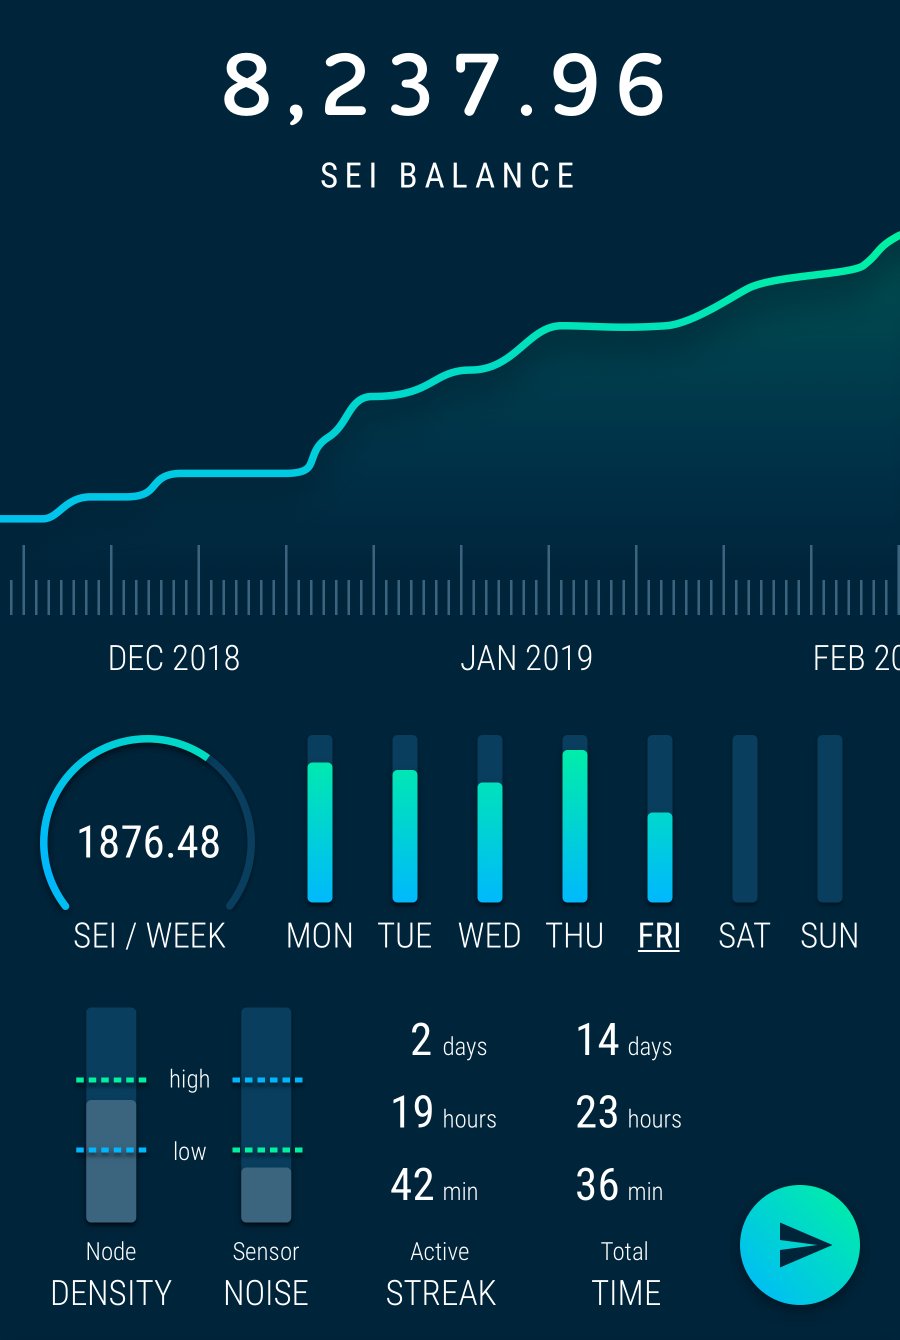 8,237.96
SEI BALANCE
DEC 2018 JAN 2019 FEB 20
1876.48
SEI / WEEK
MON TUE WED THU FRI SAT SUN
high
low
Node
DENSITY
Sensor
NOISE
2 days
19 hours
42 min
Active
STREAK
14 days
23 hours
36 min
Total
TIME